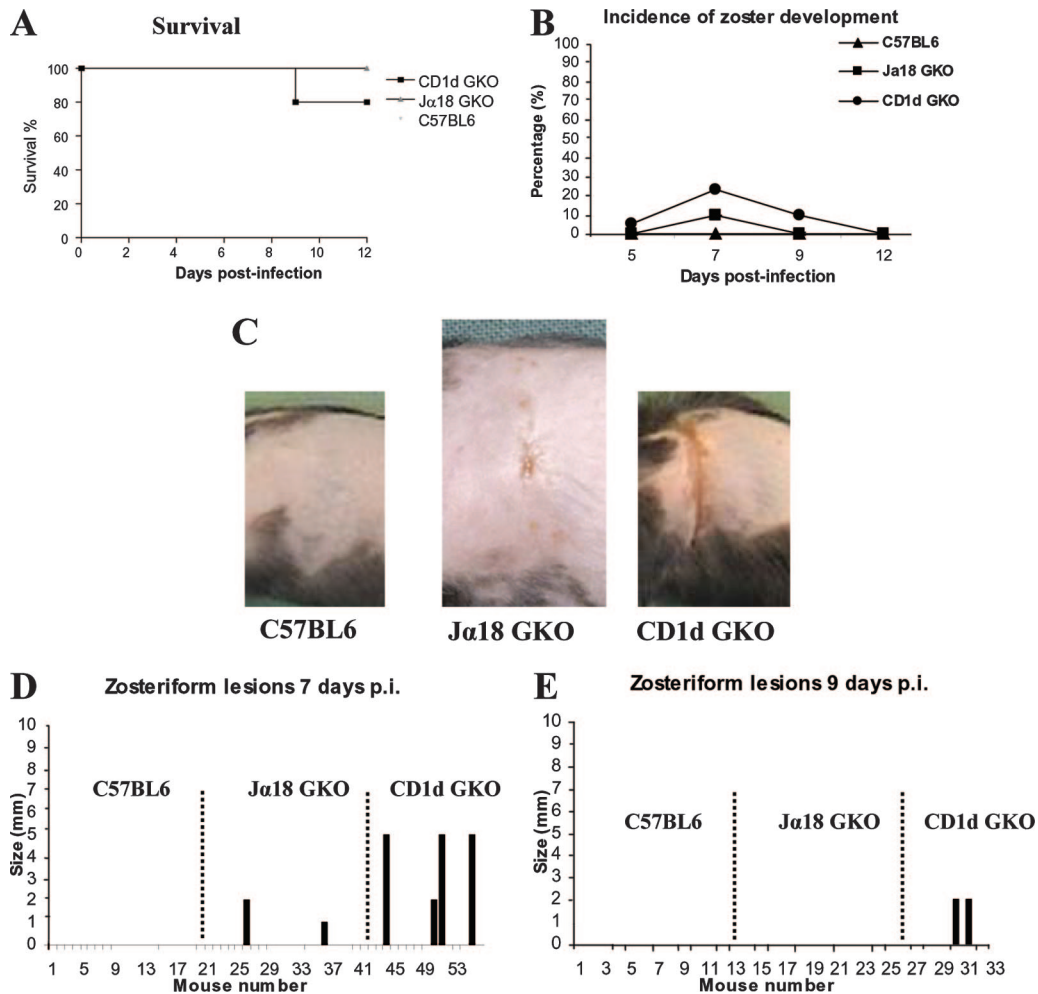 A
Survival
Survival %
100
80
60
40
20
0
0 2 4 6 8 10 12
Days post-infection
CD1d GKO
Jα18 GKO
C57BL6
B
Incidence of zoster development
Percentage (%)
100
90
80
70
60
50
40
30
20
10
0
5 7 9 12
Days post-infection
C57BL6
Ja18 GKO
CD1d GKO
C
C57BL6 Jα18 GKO CD1d GKO
D
Zosteriform lesions 7 days p.i.
Size (mm)
10
9
8
7
6
5
4
3
2
1
0
C57BL6 Jα18 GKO CD1d GKO
1 5 9 13 17 21 25 29 33 37 41 45 49 53
Mouse number
E
Zosteriform lesions 9 days p.i.
Size (mm)
10
9
8
7
6
5
4
3
2
1
0
C57BL6 Jα18 GKO CD1d GKO
1 3 5 7 9 11 13 15 17 19 21 23 25 27 29 31 33
Mouse number